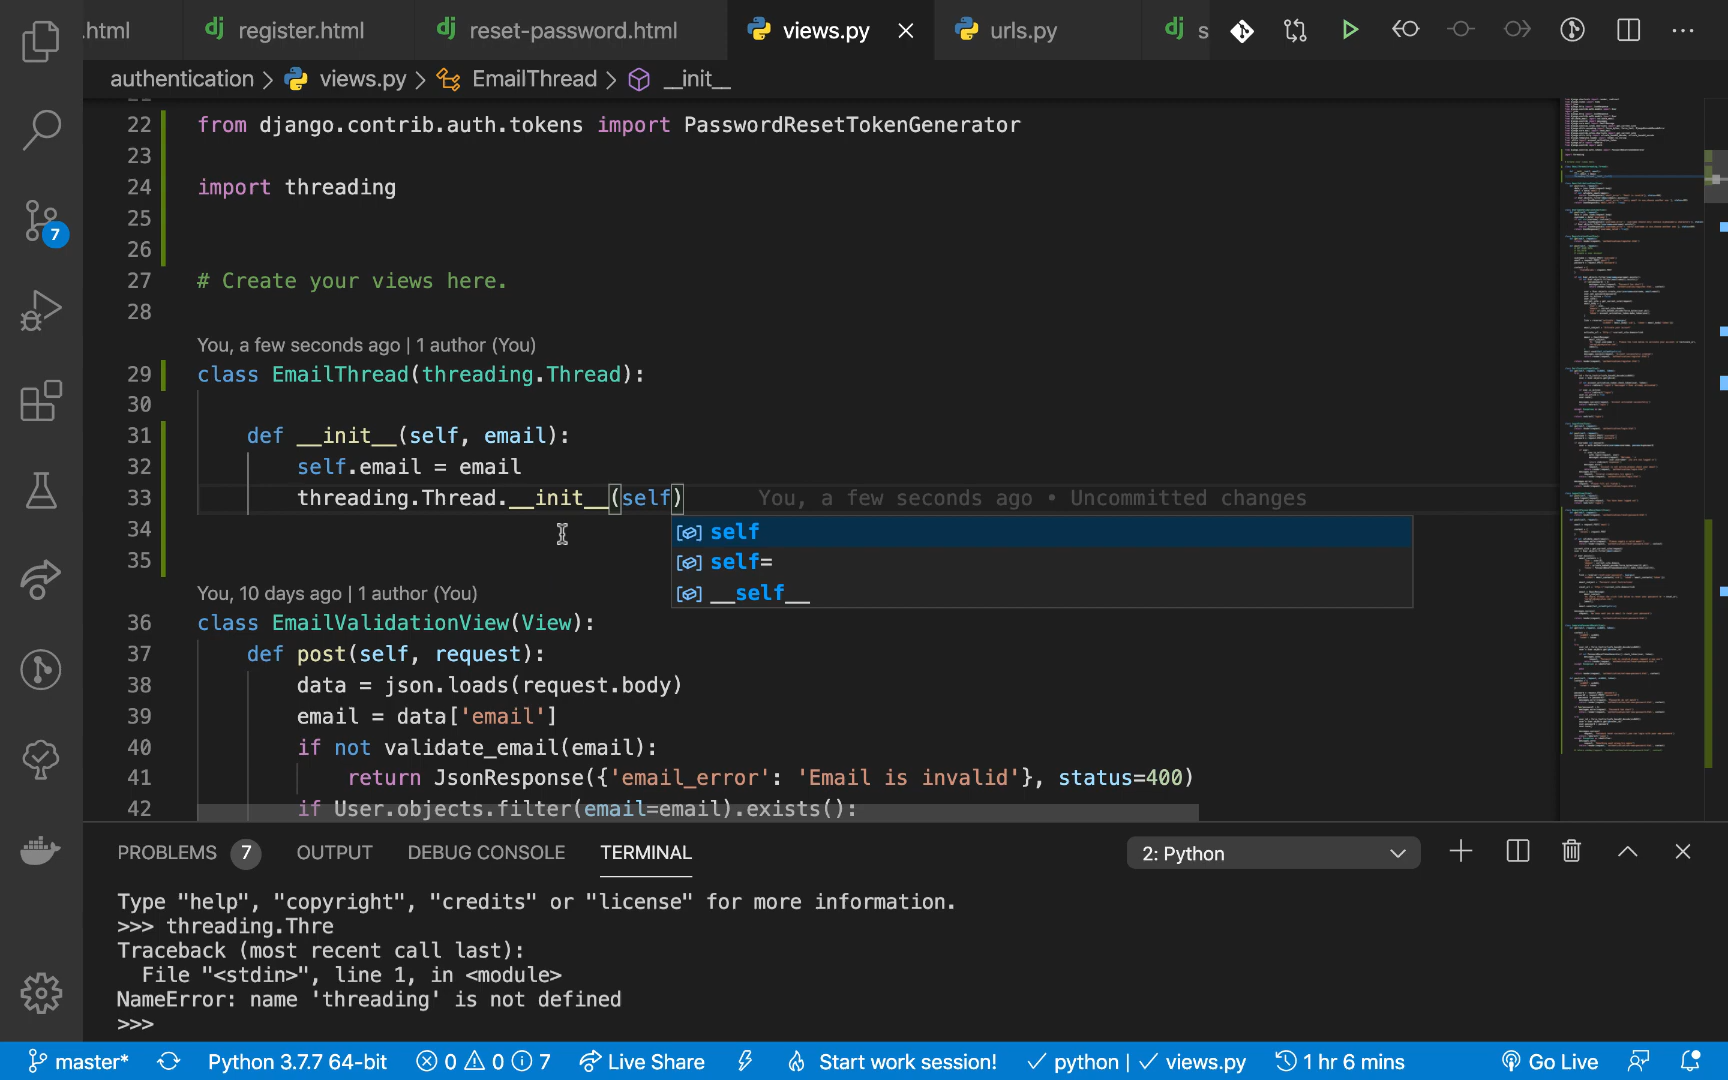 .html
dj register.html
dj reset-password.html
views.py
urls.py
dj s
authentication > views.py > EmailThread > __init__
22 from django.contrib.auth.tokens import PasswordResetTokenGenerator
23
24 import threading
25
26
27 # Create your views here.
28
You, a few seconds ago | 1 author (You)
29 class EmailThread(threading.Thread):
30
31 def __init__(self, email):
32 self.email = email
33 threading.Thread.__init__(self) You, a few seconds ago • Uncommitted changes
34
35
self
self=
__self__
You, 10 days ago | 1 author (You)
36 class EmailValidationView(View):
37 def post(self, request):
38 data = json.loads(request.body)
39 email = data['email']
40 if not validate_email(email):
41 return JsonResponse({'email_error': 'Email is invalid'}, status=400)
42 if User.objects.filter(email=email).exists():
7
PROBLEMS 7 OUTPUT DEBUG CONSOLE TERMINAL 2: Python
Type "help", "copyright", "credits" or "license" for more information.
>>> threading.Thre
Traceback (most recent call last):
File "<stdin>", line 1, in <module>
NameError: name 'threading' is not defined
>>>
master* Python 3.7.7 64-bit 0 0 7 Live Share Start work session! python | views.py 1 hr 6 mins Go Live